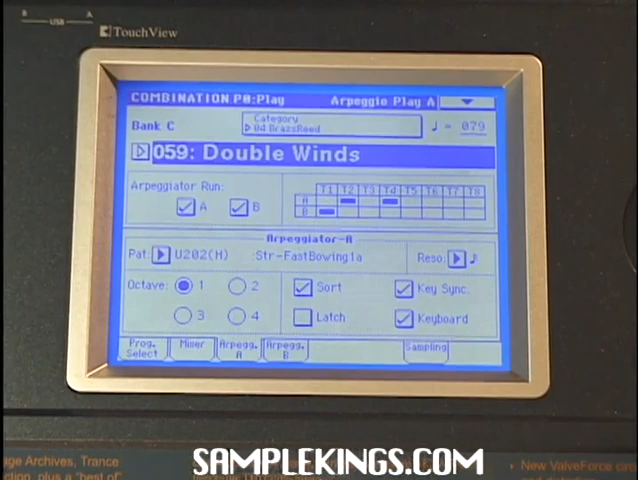 B USB A
TouchView
COMBINATION P0:Play Arpeggio Play A
Bank C
Category
04 BrassReed
♩ = 079
059: Double Winds
Arpeggiator Run:
A B
T1 T2 T3 T4 T5 T6 T7 T8
A
B
Arpeggiator-A
Pat: U202(H) :Str-FastBowing1a Reso: ♪
Octave: 1 2 Sort Key Sync.
3 4 Latch Keyboard
Prog. Select Mixer Arpegg. A Arpegg. B Sampling
age Archives, Trance
ction, plus a "best of"
New ValveForce
SAMPLEKINGS.COM